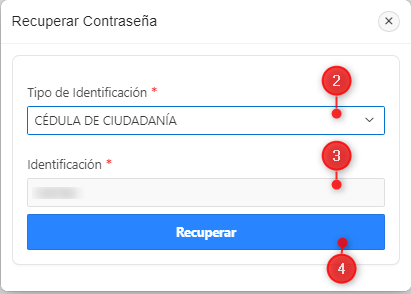 Recuperar Contraseña
Tipo de Identificación *
2
CÉDULA DE CIUDADANÍA
Identificación *
3
Recuperar
4